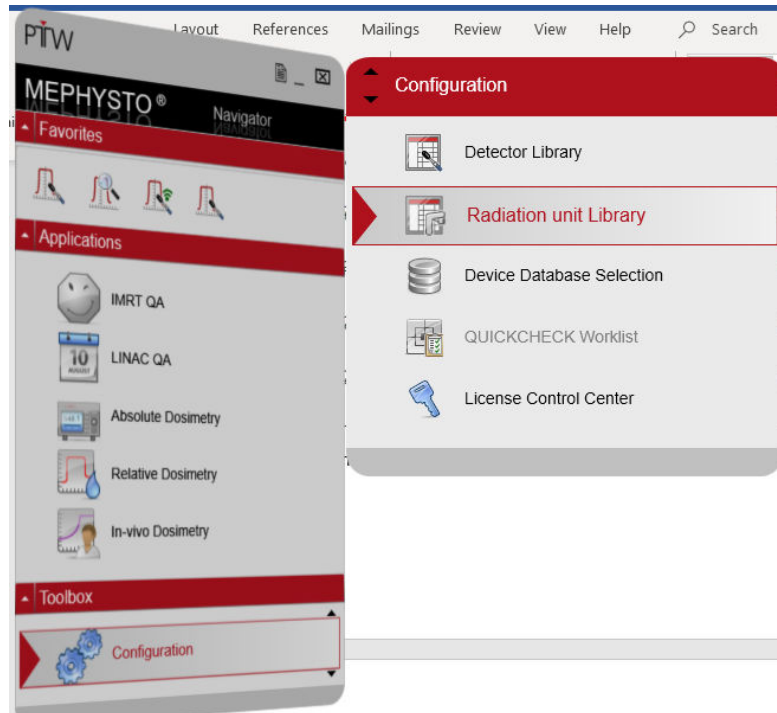 Layout References Mailings Review View Help Search
PTW
MEPHYSTO ®
Navigator
Favorites
Applications
IMRT QA
10
AUGUST
LINAC QA
Absolute Dosimetry
Relative Dosimetry
In-vivo Dosimetry
Toolbox
Configuration
Configuration
Detector Library
Radiation unit Library
Device Database Selection
QUICKCHECK Worklist
License Control Center